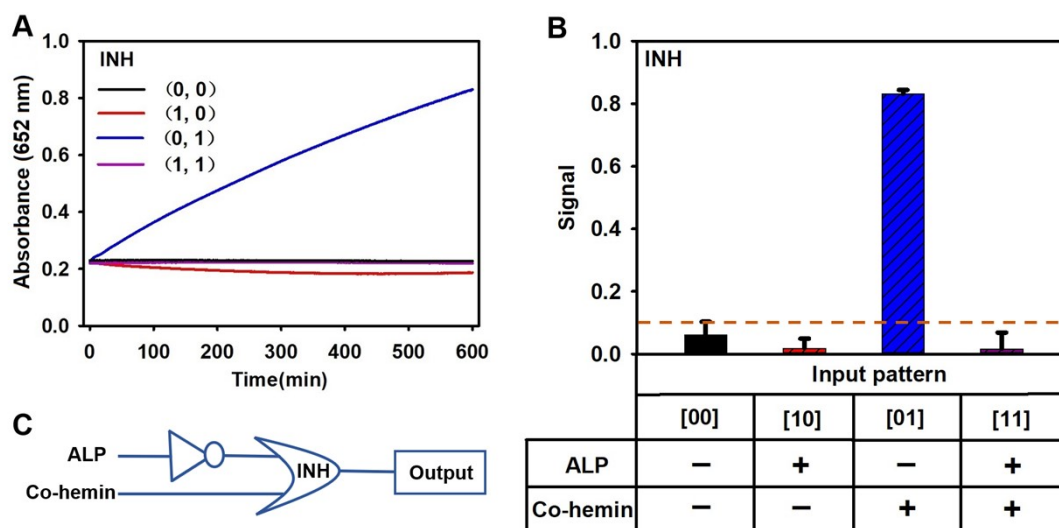 A
INH
(0, 0)
(1, 0)
(0, 1)
(1, 1)
Absorbance (652 nm)
1.0
0.8
0.6
0.4
0.2
0.0
0 100 200 300 400 500 600
Time(min)
B
INH
Signal
1.0
0.8
0.6
0.4
0.2
0.0
Input pattern
[00] [10] [01] [11]
ALP − + − +
Co-hemin − − + +
C
ALP
Co-hemin
INH
Output